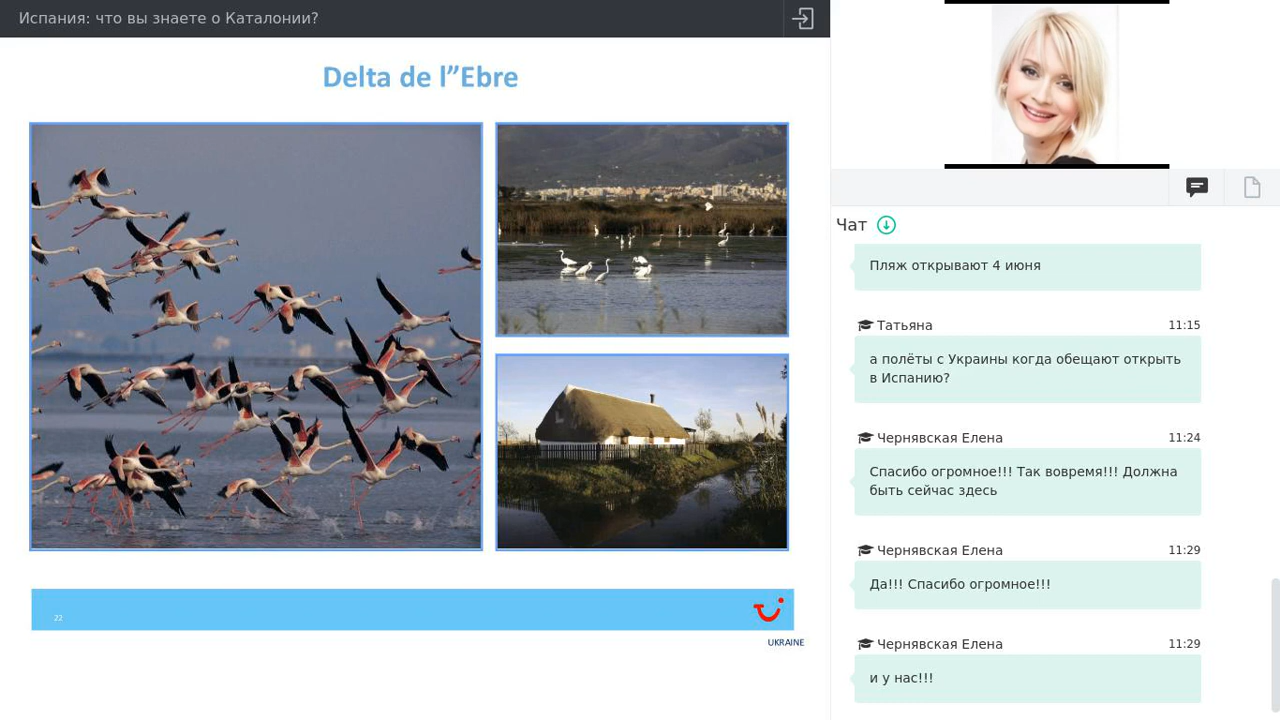 Испания: что вы знаете о Каталонии?
Delta de l”Ebre
22
UKRAINE
Чат
Пляж открывают 4 июня
Татьяна 11:15
а полёты с Украины когда обещают открыть
в Испанию?
Чернявская Елена 11:24
Спасибо огромное!!! Так вовремя!!! Должна
быть сейчас здесь
Чернявская Елена 11:29
Да!!! Спасибо огромное!!!
Чернявская Елена 11:29
и у нас!!!